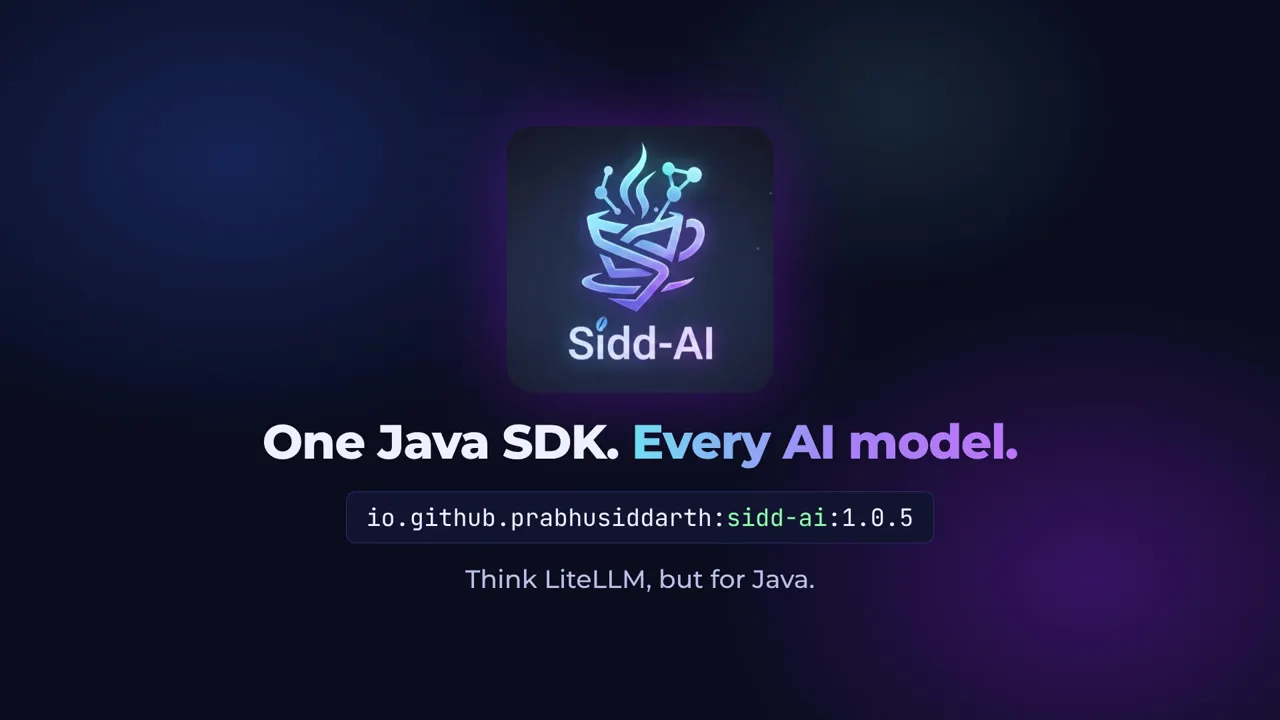 Sidd-AI
One Java SDK. Every AI model.
io.github.prabhusiddarth:sidd-ai:1.0.5
Think LiteLLM, but for Java.